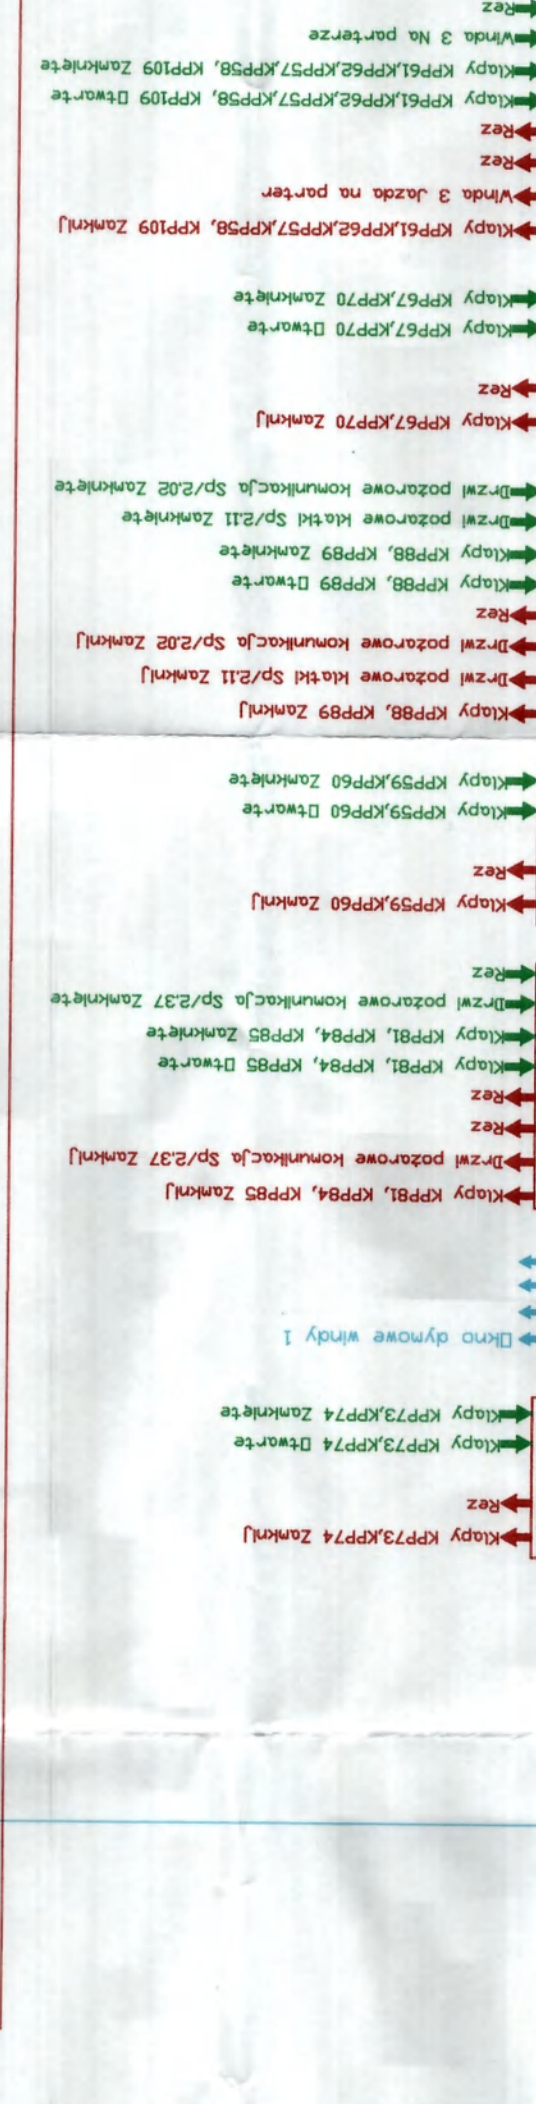 Klapy KPP73,KPP74 Zamknij
Rez
Klapy KPP73,KPP74 Otwarte
Klapy KPP73,KPP74 Zamknięte
Okno dymowe windy 1
Klapy KPP81, KPP84, KPP85 Zamknij
Drzwi pożarowe komunikacja Sp/2.37 Zamknij
Rez
Rez
Klapy KPP81, KPP84, KPP85 Otwarte
Klapy KPP81, KPP84, KPP85 Zamknięte
Drzwi pożarowe komunikacja Sp/2.37 Zamknięte
Rez
Klapy KPP59,KPP60 Zamknij
Rez
Klapy KPP59,KPP60 Otwarte
Klapy KPP59,KPP60 Zamknięte
Klapy KPP88, KPP89 Zamknij
Drzwi pożarowe klatki Sp/2.11 Zamknij
Drzwi pożarowe komunikacja Sp/2.02 Zamknij
Rez
Klapy KPP88, KPP89 Otwarte
Klapy KPP88, KPP89 Zamknięte
Drzwi pożarowe klatki Sp/2.11 Zamknięte
Drzwi pożarowe komunikacja Sp/2.02 Zamknięte
Klapy KPP67,KPP70 Zamknij
Rez
Klapy KPP67,KPP70 Otwarte
Klapy KPP67,KPP70 Zamknięte
Klapy KPP61,KPP62,KPP57,KPP58, KPP109 Zamknij
Winda 3 Jazda na parter
Rez
Rez
Klapy KPP61,KPP62,KPP57,KPP58, KPP109 Otwarte
Klapy KPP61,KPP62,KPP57,KPP58, KPP109 Zamknięte
Winda 3 Na parterze
Rez